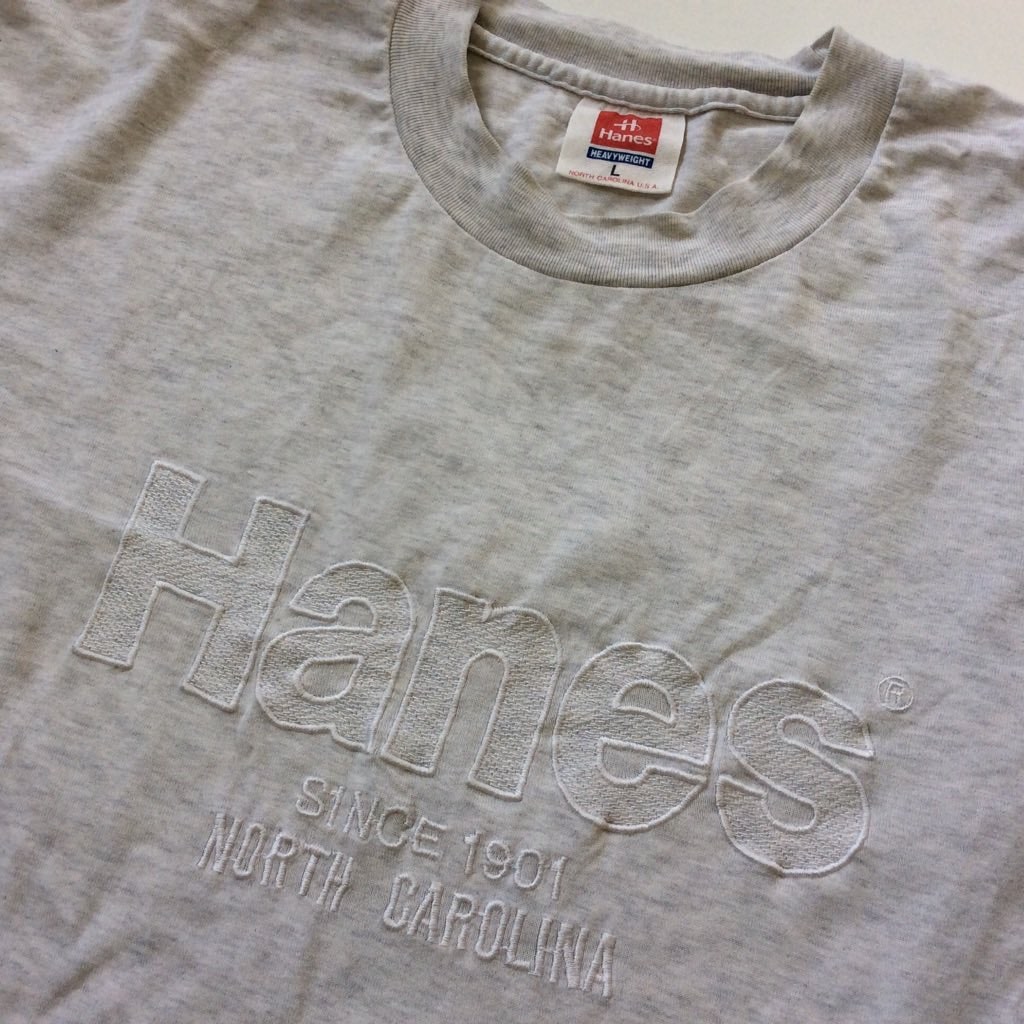 H
Hanes
HEAVYWEIGHT
L
NORTH CAROLINA U.S.A
Hanes®
SINCE 1901
NORTH CAROLINA